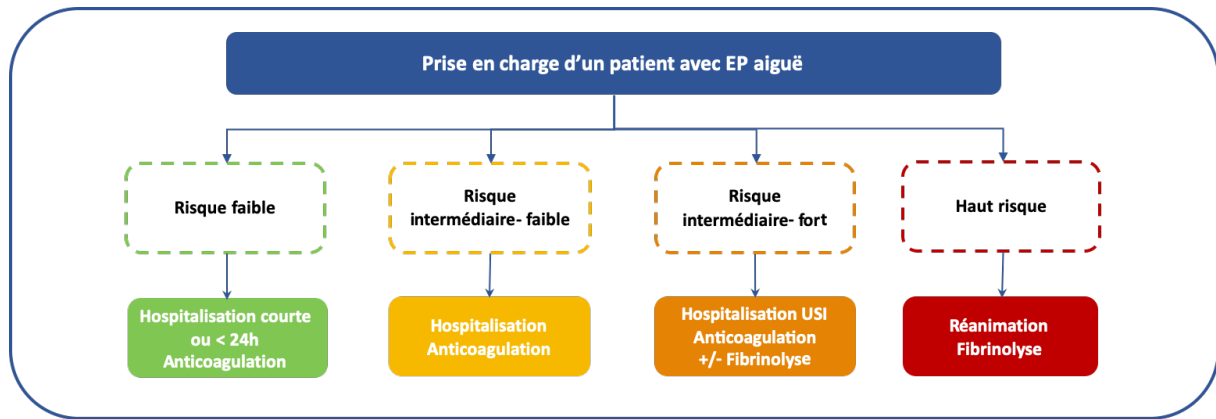 Prise en charge d’un patient avec EP aiguë
Risque faible
Risque
intermédiaire- faible
Risque
intermédiaire- fort
Haut risque
Hospitalisation courte
ou < 24h
Anticoagulation
Hospitalisation
Anticoagulation
Hospitalisation USI
Anticoagulation
+/- Fibrinolyse
Réanimation
Fibrinolyse